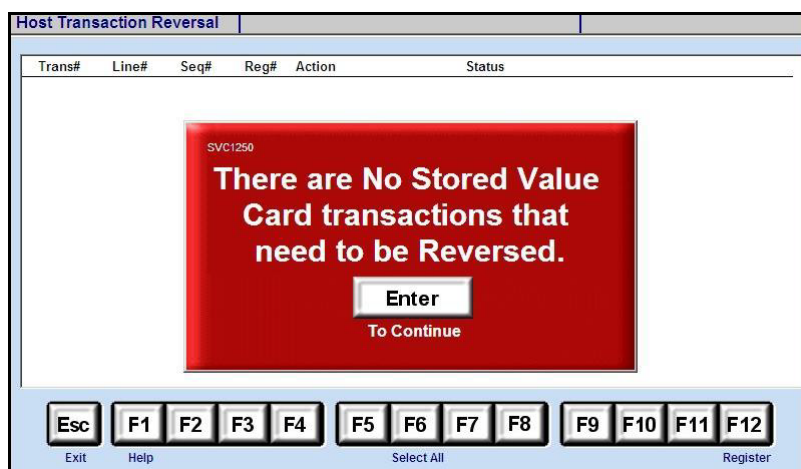 Host Transaction Reversal
Trans# Line# Seq# Reg# Action Status
SVC1250
There are No Stored Value
Card transactions that
need to be Reversed.
Enter
To Continue
Esc F1 F2 F3 F4 F5 F6 F7 F8 F9 F10 F11 F12
Exit Help Select All Register